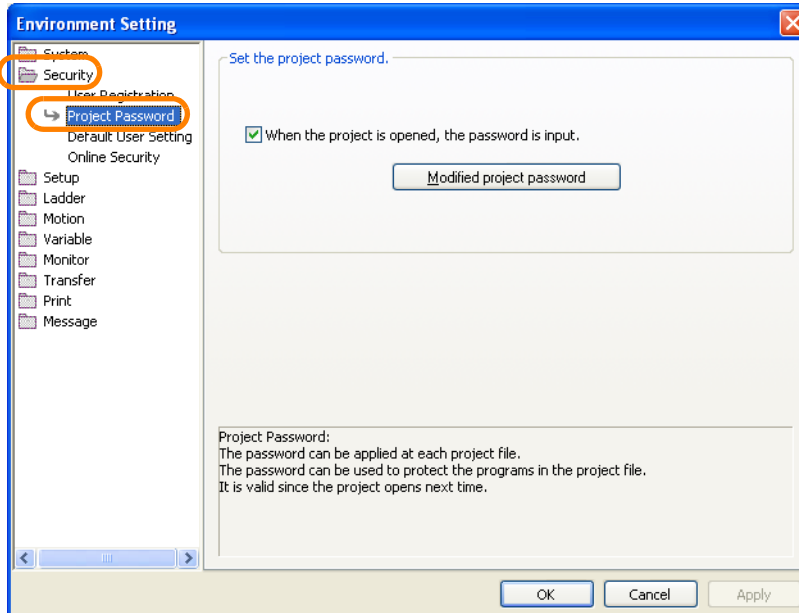 Environment Setting
System
Security
User Registration
Project Password
Default User Setting
Online Security
Setup
Ladder
Motion
Variable
Monitor
Transfer
Print
Message
Set the project password.
When the project is opened, the password is input.
Modified project password
Project Password:
The password can be applied at each project file.
The password can be used to protect the programs in the project file.
It is valid since the project opens next time.
OK
Cancel
Apply